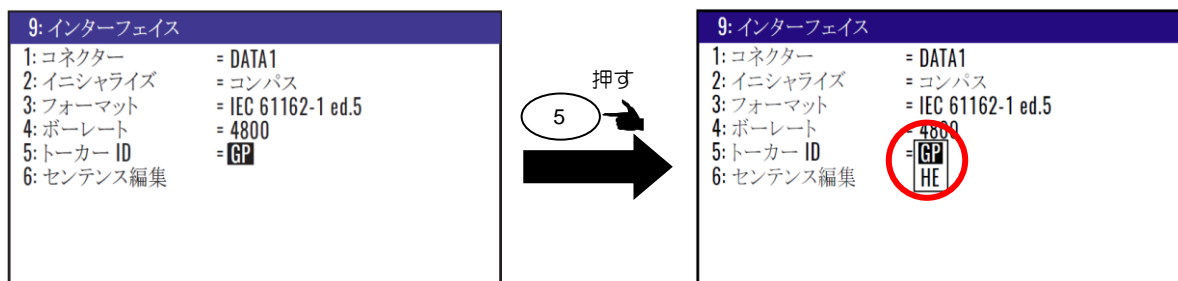 9: インターフェイス
1: コネクター = DATA1
2: イニシャライズ = コンパス
3: フォーマット = IEC 61162-1 ed.5
4: ボーレート = 4800
5: トーカー ID = GP
6: センテンス編集
押す
5
9: インターフェイス
1: コネクター = DATA1
2: イニシャライズ = コンパス
3: フォーマット = IEC 61162-1 ed.5
4: ボーレート = 4800
5: トーカー ID = GP
6: センテンス編集 HE